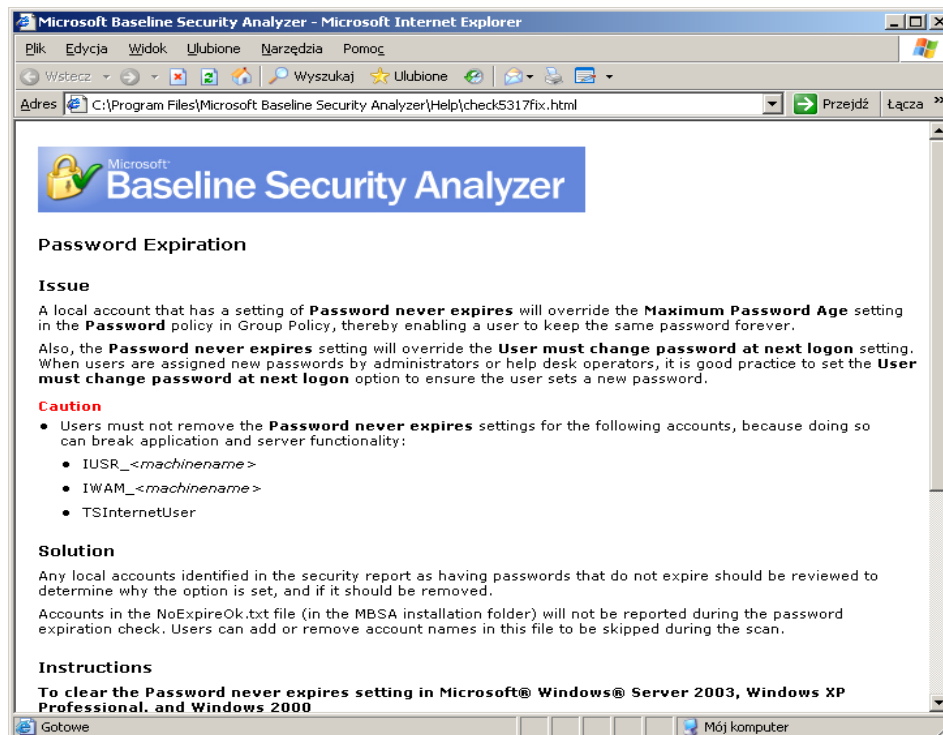 Microsoft Baseline Security Analyzer - Microsoft Internet Explorer
Plik Edycja Widok Ulubione Narzędzia Pomoc
Wstecz Wyszukaj Ulubione
Adres C:\Program Files\Microsoft Baseline Security Analyzer\Help\check5317fix.html Przejdź Łącza »
Microsoft
Baseline Security Analyzer
Password Expiration
Issue
A local account that has a setting of Password never expires will override the Maximum Password Age setting
in the Password policy in Group Policy, thereby enabling a user to keep the same password forever.
Also, the Password never expires setting will override the User must change password at next logon setting.
When users are assigned new passwords by administrators or help desk operators, it is good practice to set the User
must change password at next logon option to ensure the user sets a new password.
Caution
• Users must not remove the Password never expires settings for the following accounts, because doing so
can break application and server functionality:
• IUSR_<machinename>
• IWAM_<machinename>
• TSInternetUser
Solution
Any local accounts identified in the security report as having passwords that do not expire should be reviewed to
determine why the option is set, and if it should be removed.
Accounts in the NoExpireOk.txt file (in the MBSA installation folder) will not be reported during the password
expiration check. Users can add or remove account names in this file to be skipped during the scan.
Instructions
To clear the Password never expires setting in Microsoft® Windows® Server 2003, Windows XP
Professional, and Windows 2000
Gotowe Mój komputer